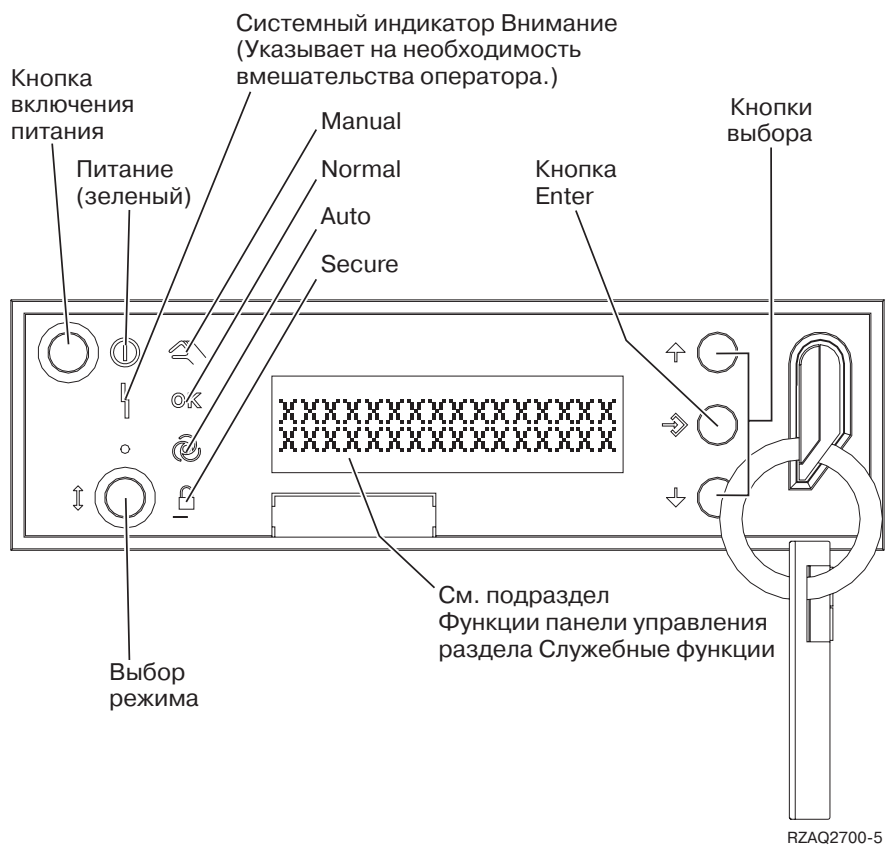 Системный индикатор Внимание
(Указывает на необходимость
вмешательства оператора.)
Кнопка
включения
питания
Питание
(зеленый)
Manual
Normal
Auto
Secure
Кнопка
Enter
Кнопки
выбора
OK
XXXXXXXXXXXXXXXX
XXXXXXXXXXXXXXXX
См. подраздел
Функции панели управления
раздела Служебные функции
Выбор
режима
RZAQ2700-5